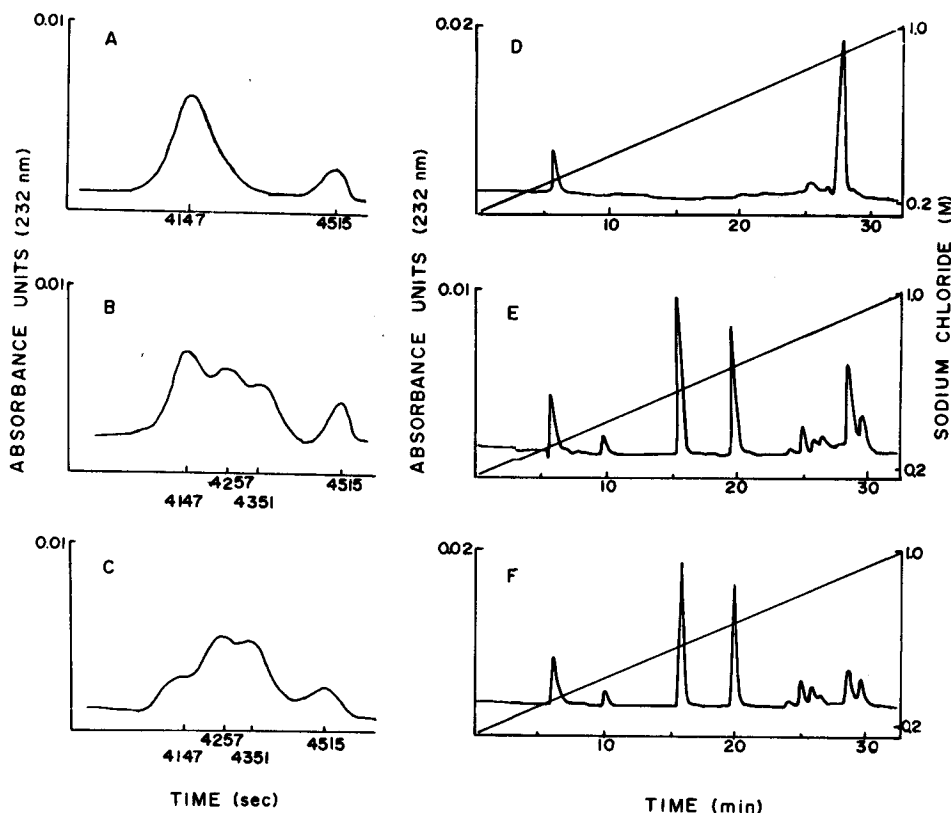 0.01
A
4147
4515
0.01
B
4257
4515
4147
4351
0.01
C
4257
4515
4147
4351
TIME (sec)
ABSORBANCE UNITS (232 nm)
0.02
D
1.0
0.2
10
20
30
0.01
E
1.0
0.2
10
20
30
0.02
F
1.0
0.2
10
20
30
TIME (min)
ABSORBANCE UNITS (232 nm)
SODIUM CHLORIDE (M)